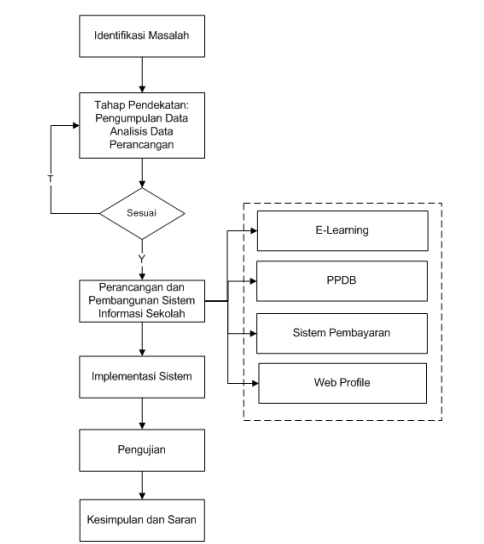 Identifikasi Masalah
Tahap Pendekatan:
Pengumpulan Data
Analisis Data
Perancangan
T
Sesuai
Y
Perancangan dan
Pembangunan Sistem
Informasi Sekolah
E-Learning
PPDB
Sistem Pembayaran
Web Profile
Implementasi Sistem
Pengujian
Kesimpulan dan Saran